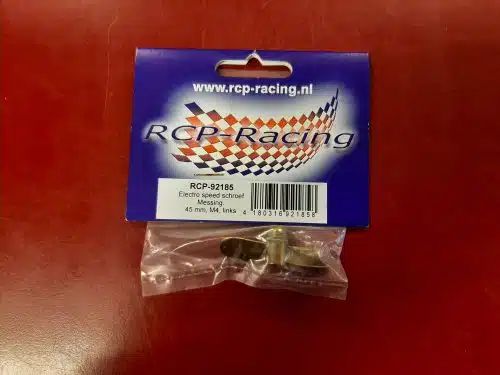 www.rcp-racing.nl
RCP-Racing
RCP-92185
Electro speed schroef
Messing.
45 mm, M4, links
4 180316 921858